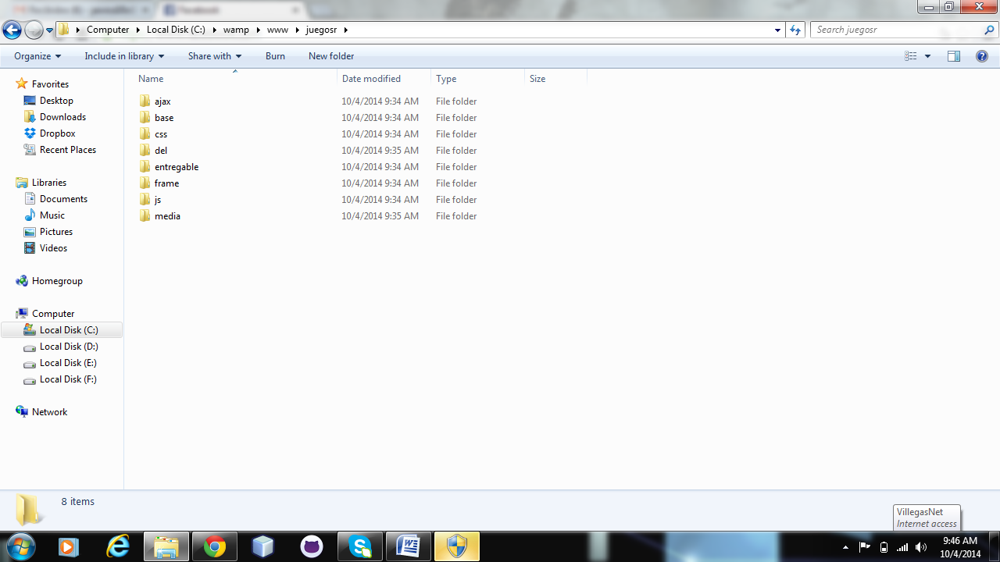 Facebook
Computer Local Disk (C:) wamp www juegosr
Search juegosr
Organize Include in library Share with Burn New folder
Name Date modified Type Size
ajax 10/4/2014 9:34 AM File folder
base 10/4/2014 9:34 AM File folder
css 10/4/2014 9:34 AM File folder
del 10/4/2014 9:35 AM File folder
entregable 10/4/2014 9:34 AM File folder
frame 10/4/2014 9:34 AM File folder
js 10/4/2014 9:34 AM File folder
media 10/4/2014 9:35 AM File folder
Favorites
Desktop
Downloads
Dropbox
Recent Places
Libraries
Documents
Music
Pictures
Videos
Homegroup
Computer
Local Disk (C:)
Local Disk (D:)
Local Disk (E:)
Local Disk (F:)
Network
8 items
VillegasNet
Internet access
9:46 AM
10/4/2014